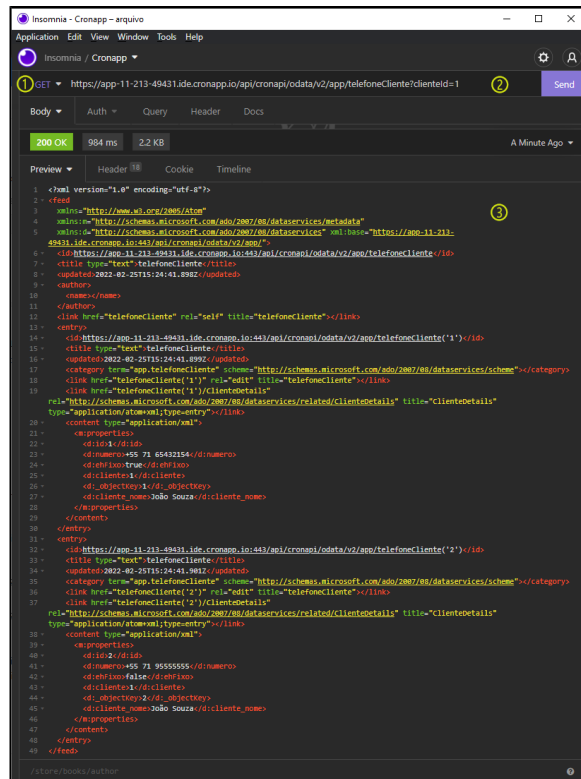 Insomnia - Cronapp – arquivo
Application Edit View Window Tools Help
Insomnia / Cronapp
1 GET https://app-11-213-49431.ide.cronapp.io/api/cronapi/odata/v2/app/telefoneCliente?clienteId=1 2 Send
Body Auth Query Header Docs
200 OK 984 ms 2.2 KB A Minute Ago
Preview Header 18 Cookie Timeline
1 <?xml version="1.0" encoding="utf-8"?>
2 <feed
3 xmlns="http://www.w3.org/2005/Atom" 3
4 xmlns:m="http://schemas.microsoft.com/ado/2007/08/dataservices/metadata"
5 xmlns:d="http://schemas.microsoft.com/ado/2007/08/dataservices" xml:base="https://app-11-213-
49431.ide.cronapp.io:443/api/cronapi/odata/v2/app/">
6 <id>https://app-11-213-49431.ide.cronapp.io:443/api/cronapi/odata/v2/app/telefoneCliente</id>
7 <title type="text">telefoneCliente</title>
8 <updated>2022-02-25T15:24:41.898Z</updated>
9 <author>
10 <name></name>
11 </author>
12 <link href="telefoneCliente" rel="self" title="telefoneCliente"></link>
13 <entry>
14 <id>https://app-11-213-49431.ide.cronapp.io:443/api/cronapi/odata/v2/app/telefoneCliente('1')</id>
15 <title type="text">telefoneCliente</title>
16 <updated>2022-02-25T15:24:41.899Z</updated>
17 <category term="app.telefoneCliente" scheme="http://schemas.microsoft.com/ado/2007/08/dataservices/scheme"></category>
18 <link href="telefoneCliente('1')" rel="edit" title="telefoneCliente"></link>
19 <link href="telefoneCliente('1')/ClienteDetails"
rel="http://schemas.microsoft.com/ado/2007/08/dataservices/related/ClienteDetails" title="ClienteDetails"
type="application/atom+xml;type=entry"></link>
20 <content type="application/xml">
21 <m:properties>
22 <d:id>1</d:id>
23 <d:numero>+55 71 65432154</d:numero>
24 <d:ehFixo>true</d:ehFixo>
25 <d:cliente>1</d:cliente>
26 <d:_objectKey>1</d:_objectKey>
27 <d:cliente_nome>João Souza</d:cliente_nome>
28 </m:properties>
29 </content>
30 </entry>
31 <entry>
32 <id>https://app-11-213-49431.ide.cronapp.io:443/api/cronapi/odata/v2/app/telefoneCliente('2')</id>
33 <title type="text">telefoneCliente</title>
34 <updated>2022-02-25T15:24:41.901Z</updated>
35 <category term="app.telefoneCliente" scheme="http://schemas.microsoft.com/ado/2007/08/dataservices/scheme"></category>
36 <link href="telefoneCliente('2')" rel="edit" title="telefoneCliente"></link>
37 <link href="telefoneCliente('2')/ClienteDetails"
rel="http://schemas.microsoft.com/ado/2007/08/dataservices/related/ClienteDetails" title="ClienteDetails"
type="application/atom+xml;type=entry"></link>
38 <content type="application/xml">
39 <m:properties>
40 <d:id>2</d:id>
41 <d:numero>+55 71 95555555</d:numero>
42 <d:ehFixo>false</d:ehFixo>
43 <d:cliente>1</d:cliente>
44 <d:_objectKey>2</d:_objectKey>
45 <d:cliente_nome>João Souza</d:cliente_nome>
46 </m:properties>
47 </content>
48 </entry>
49 </feed>
/store/books/author